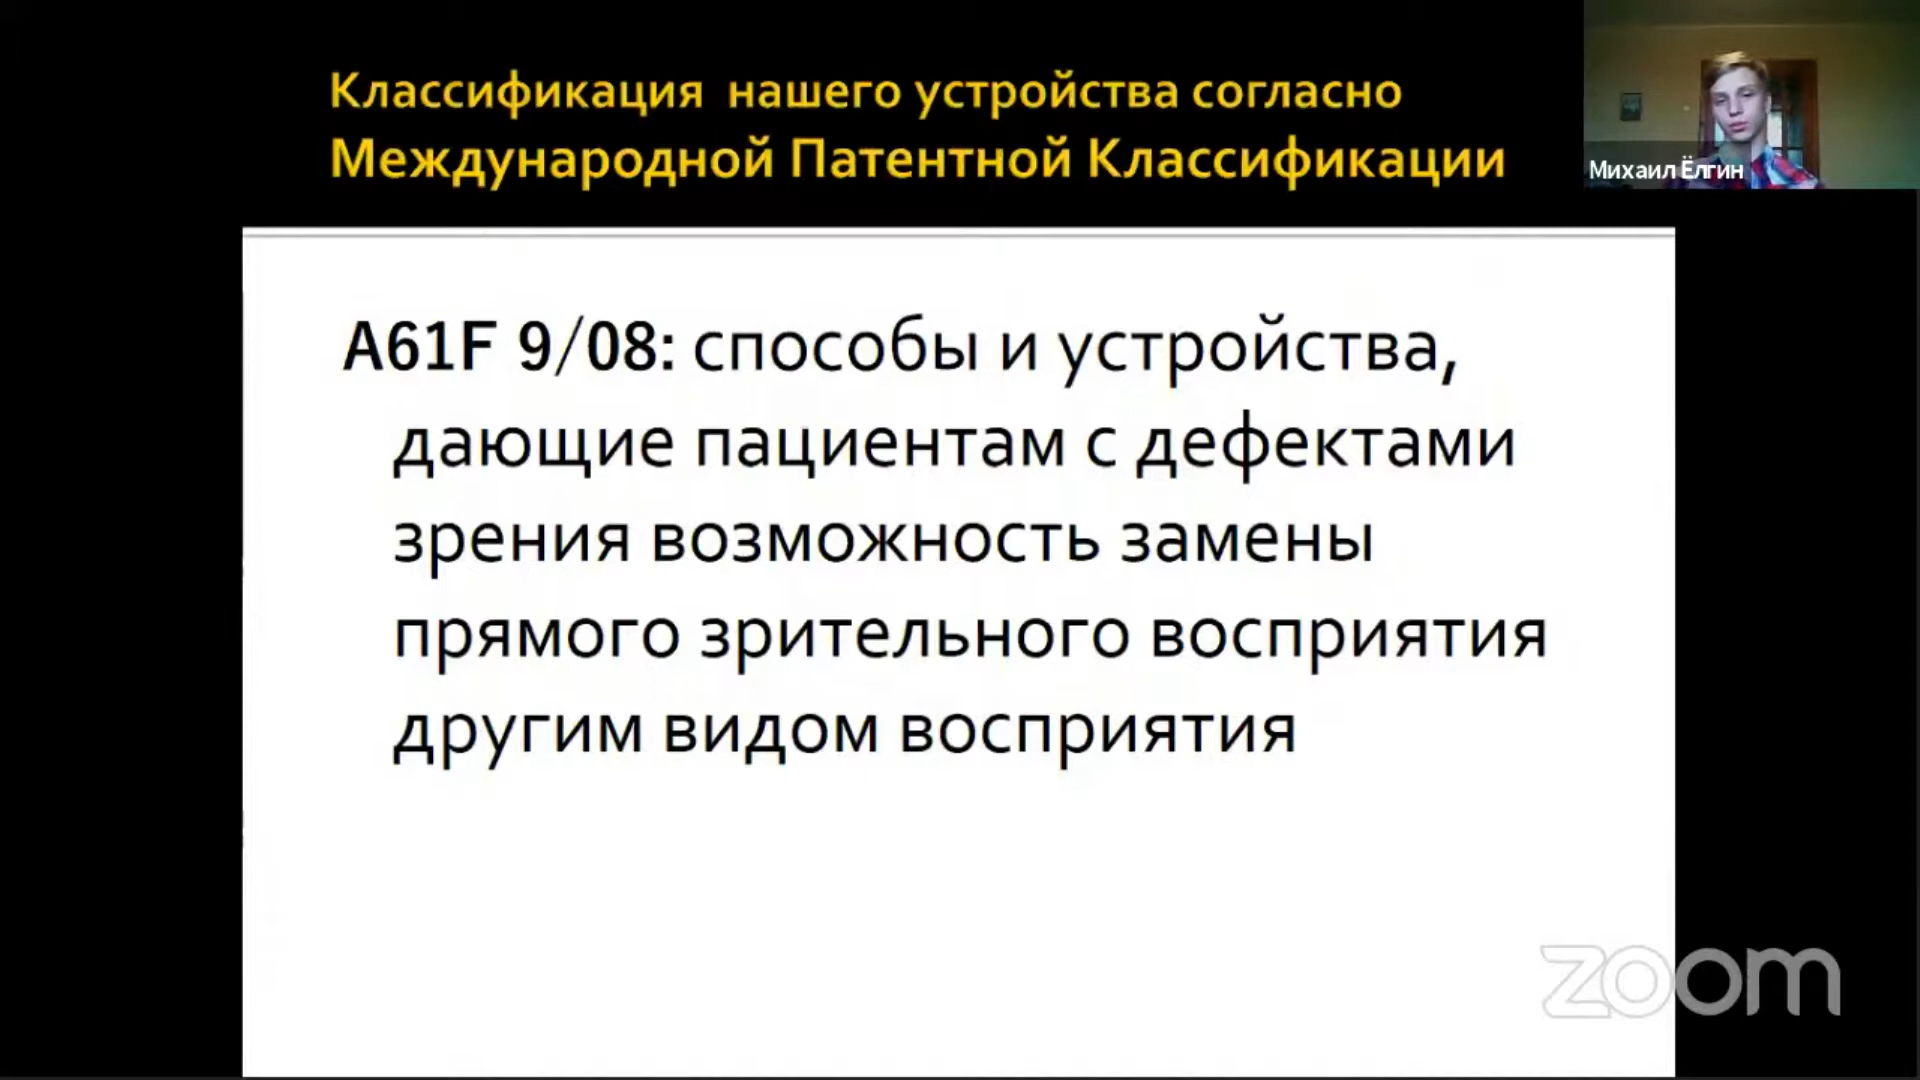 Классификация нашего устройства согласно
Международной Патентной Классификации
Михаил Ёлгин
A61F 9/08: способы и устройства,
дающие пациентам с дефектами
зрения возможность замены
прямого зрительного восприятия
другим видом восприятия
zoom